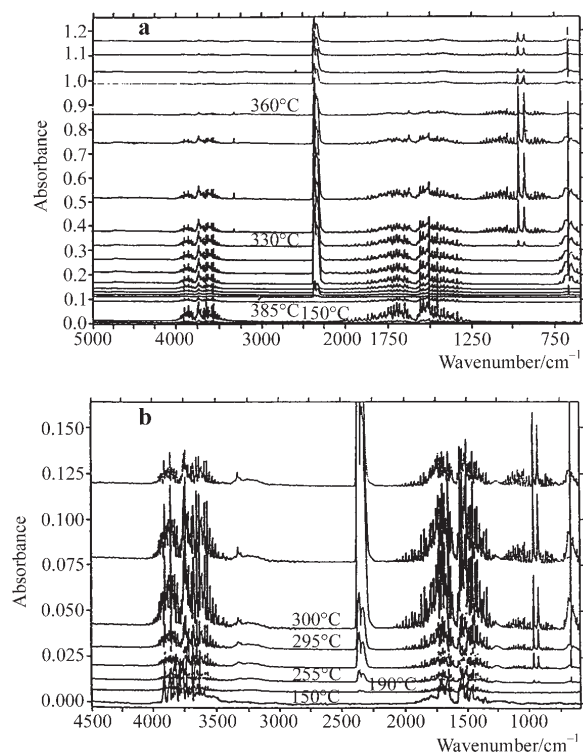 a
1.2
1.1
1.0
0.9
360°C
0.8
0.7
0.6
0.5
0.4
330°C
0.3
0.2
0.1
385°C 150°C
0.0
Absorbance
5000 4000 3000 2000 1750 1250 750
Wavenumber/cm⁻¹
b
0.150
0.125
0.100
0.075
0.050
300°C
295°C
0.025
255°C
190°C
0.000
150°C
Absorbance
4500 3500 3000 2500 2000 1500 1000
Wavenumber/cm⁻¹